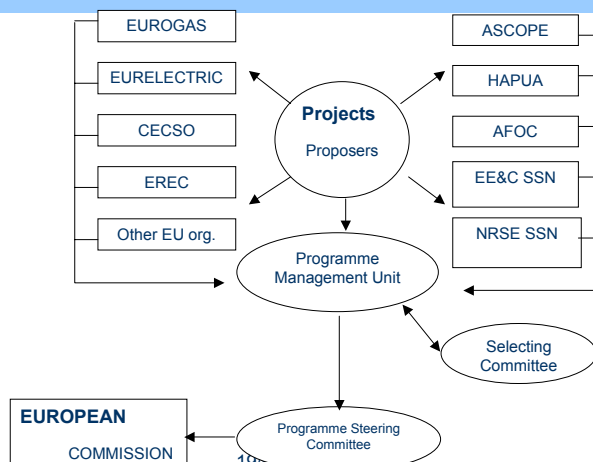 EUROGAS
EURELECTRIC
CECSO
EREC
Other EU org.
Projects
Proposers
ASCOPE
HAPUA
AFOC
EE&C SSN
NRSE SSN
Programme
Management Unit
Selecting
Committee
Programme Steering
Committee
EUROPEAN
COMMISSION